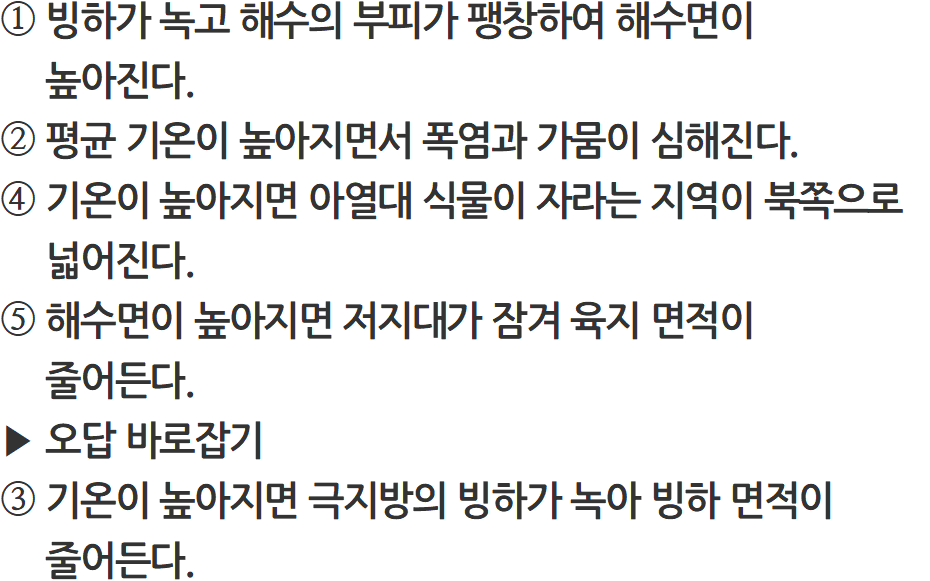 ① 빙하가 녹고 해수의 부피가 팽창하여 해수면이
높아진다.
② 평균 기온이 높아지면서 폭염과 가뭄이 심해진다.
④ 기온이 높아지면 아열대 식물이 자라는 지역이 북쪽으로
넓어진다.
⑤ 해수면이 높아지면 저지대가 잠겨 육지 면적이
줄어든다.
▶ 오답 바로잡기
③ 기온이 높아지면 극지방의 빙하가 녹아 빙하 면적이
줄어든다.